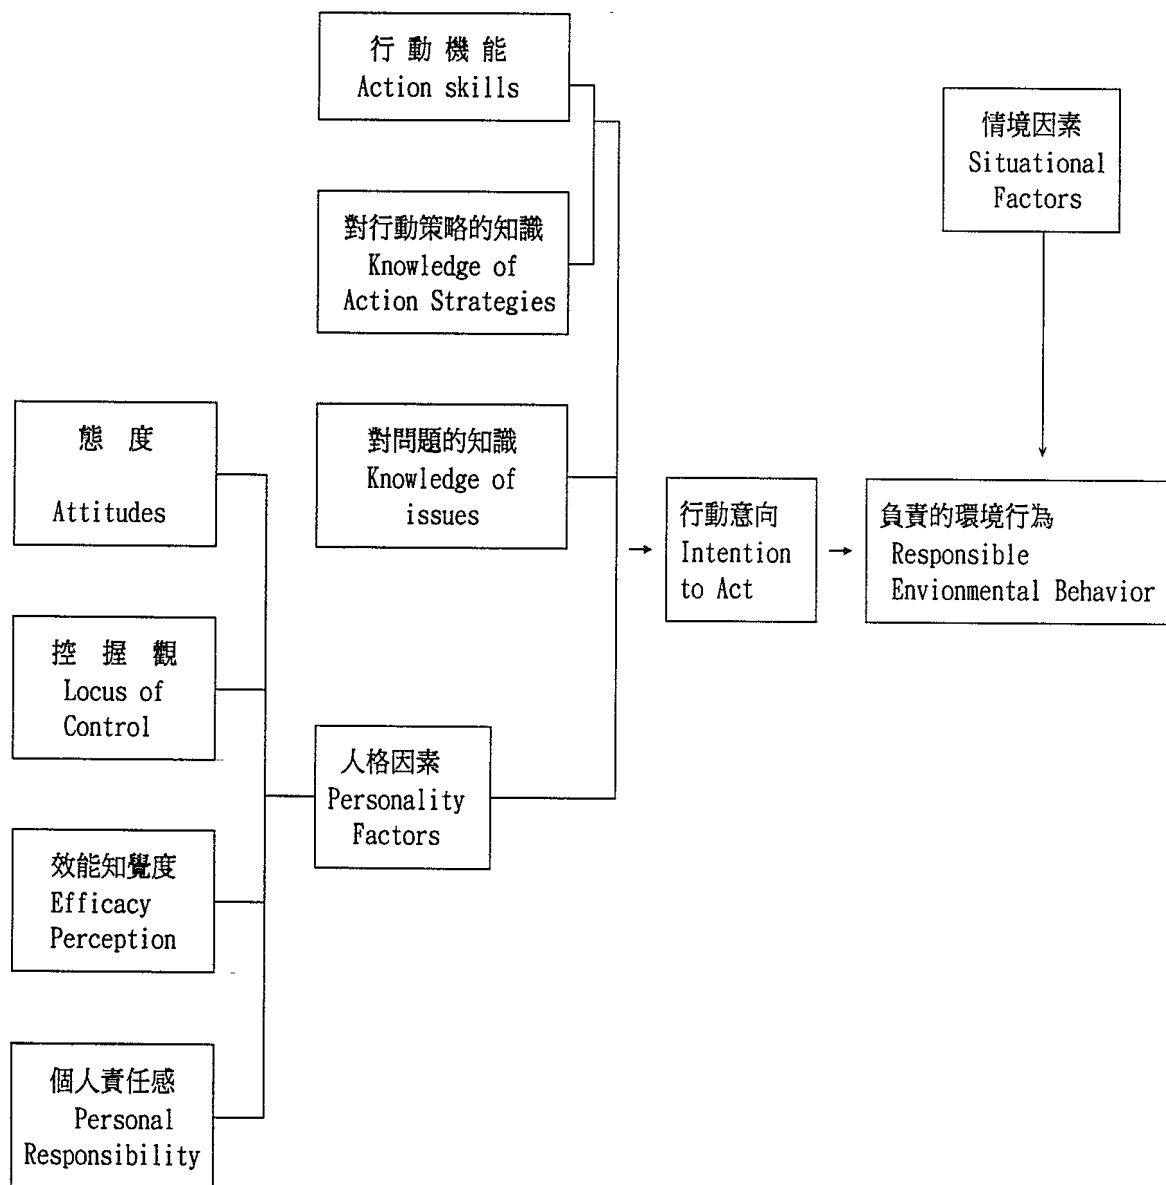 行動機能
Action skills
情境因素
Situational
Factors
對行動策略的知識
Knowledge of
Action Strategies
態度
Attitudes
對問題的知識
Knowledge of
issues
行動意向
Intention
to Act
負責的環境行為
Responsible
Envionmental Behavior
控握觀
Locus of
Control
人格因素
Personality
Factors
效能知覺度
Efficacy
Perception
個人責任感
Personal
Responsibility